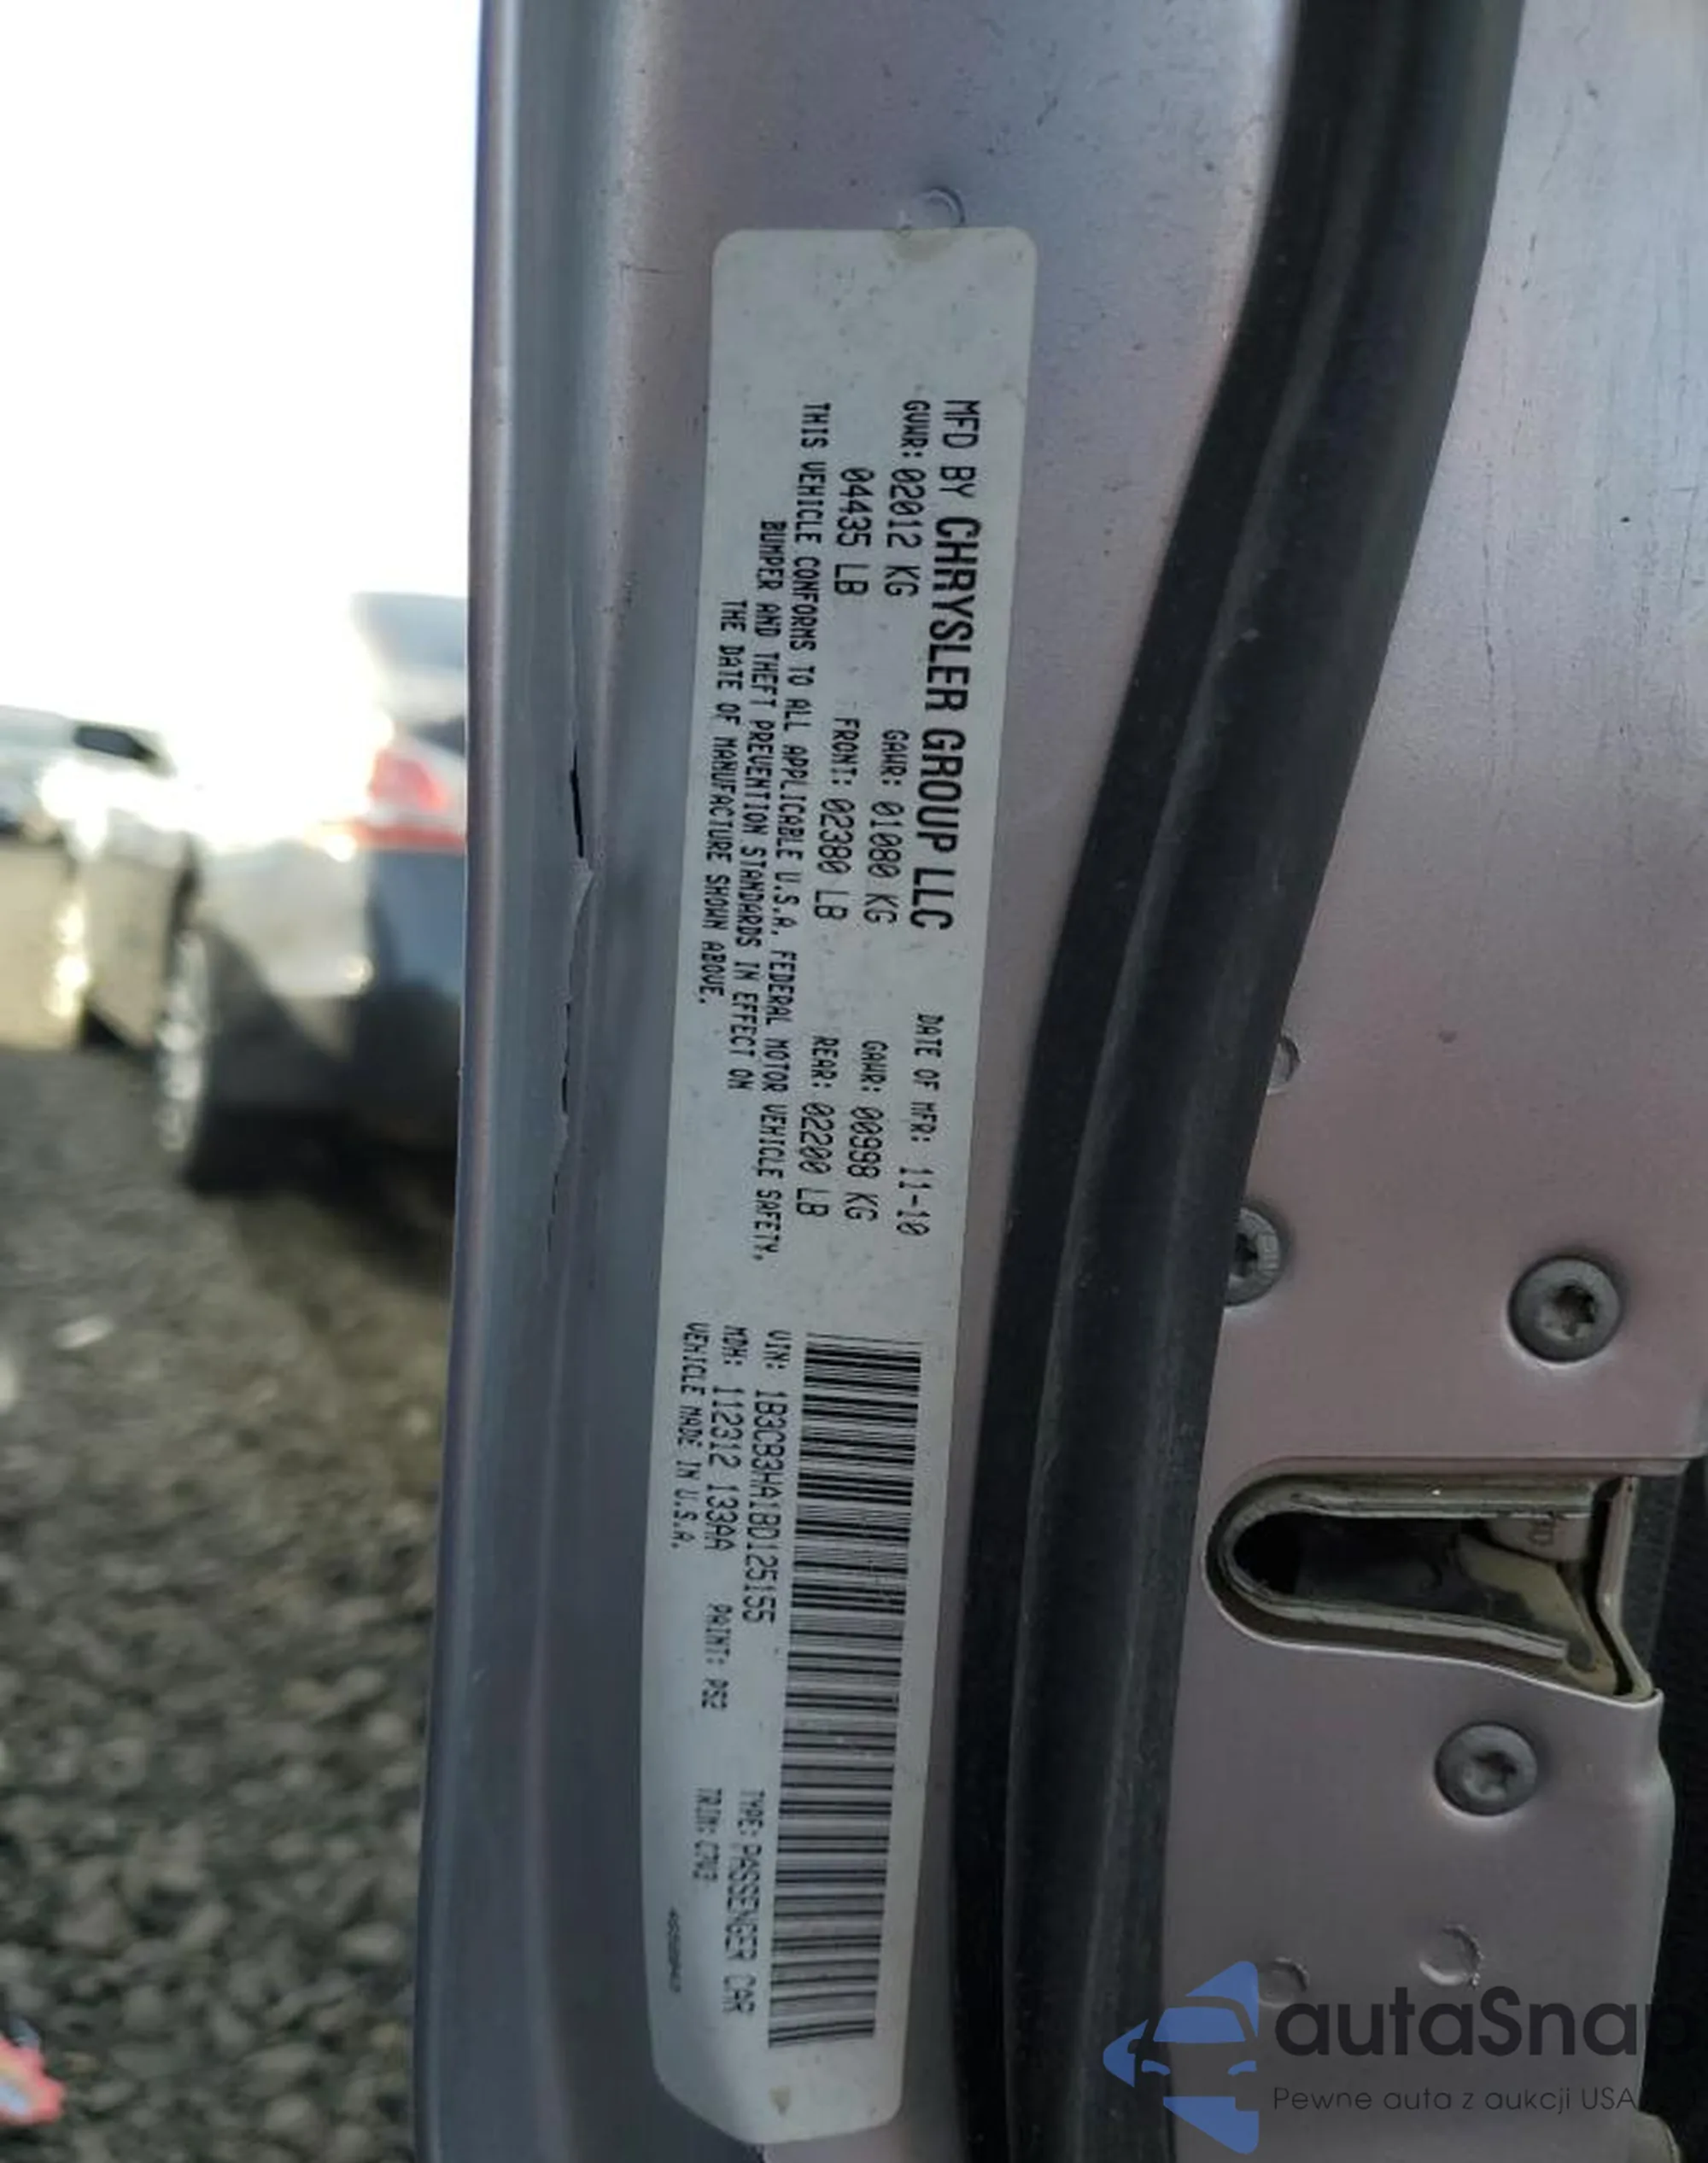 MFD BY CHRYSLER GROUP LLC DATE OF MFR: 11-10
GVWR: 02012 KG GAWR: 01080 KG GAWR: 00998 KG
04435 LB FRONT: 02380 LB REAR: 02200 LB
THIS VEHICLE CONFORMS TO ALL APPLICABLE U.S.A. FEDERAL MOTOR VEHICLE SAFETY,
BUMPER AND THEFT PREVENTION STANDARDS IN EFFECT ON
THE DATE OF MANUFACTURE SHOWN ABOVE.
VIN: 1B3CB3HA1BD125155 TYPE: PASSENGER CAR
MDH: 112312 133AA PAINT: PS2 TRIM:
VEHICLE MADE IN U.S.A.
autaSna
Pewne auta z aukcji USA